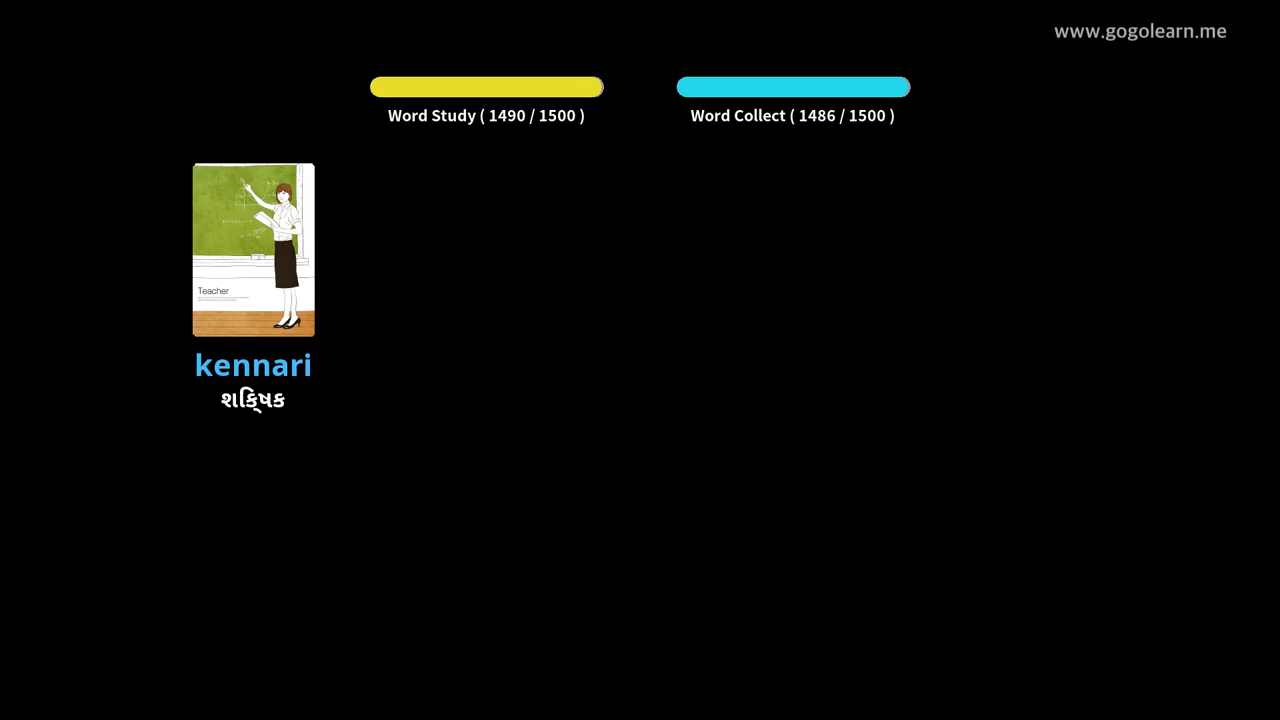 www.gogolearn.me
Word Study ( 1490 / 1500 )
Word Collect ( 1486 / 1500 )
Teacher
kennari
શક્ષિક